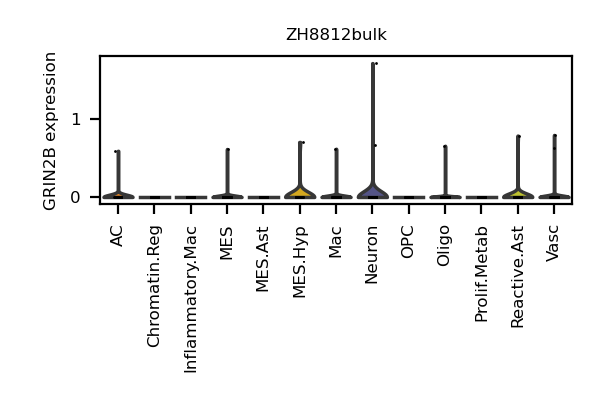 ZH8812bulk
GRIN2B expression
1
0
AC
Chromatin.Reg
Inflammatory.Mac
MES
MES.Ast
MES.Hyp
Mac
Neuron
OPC
Oligo
Prolif.Metab
Reactive.Ast
Vasc